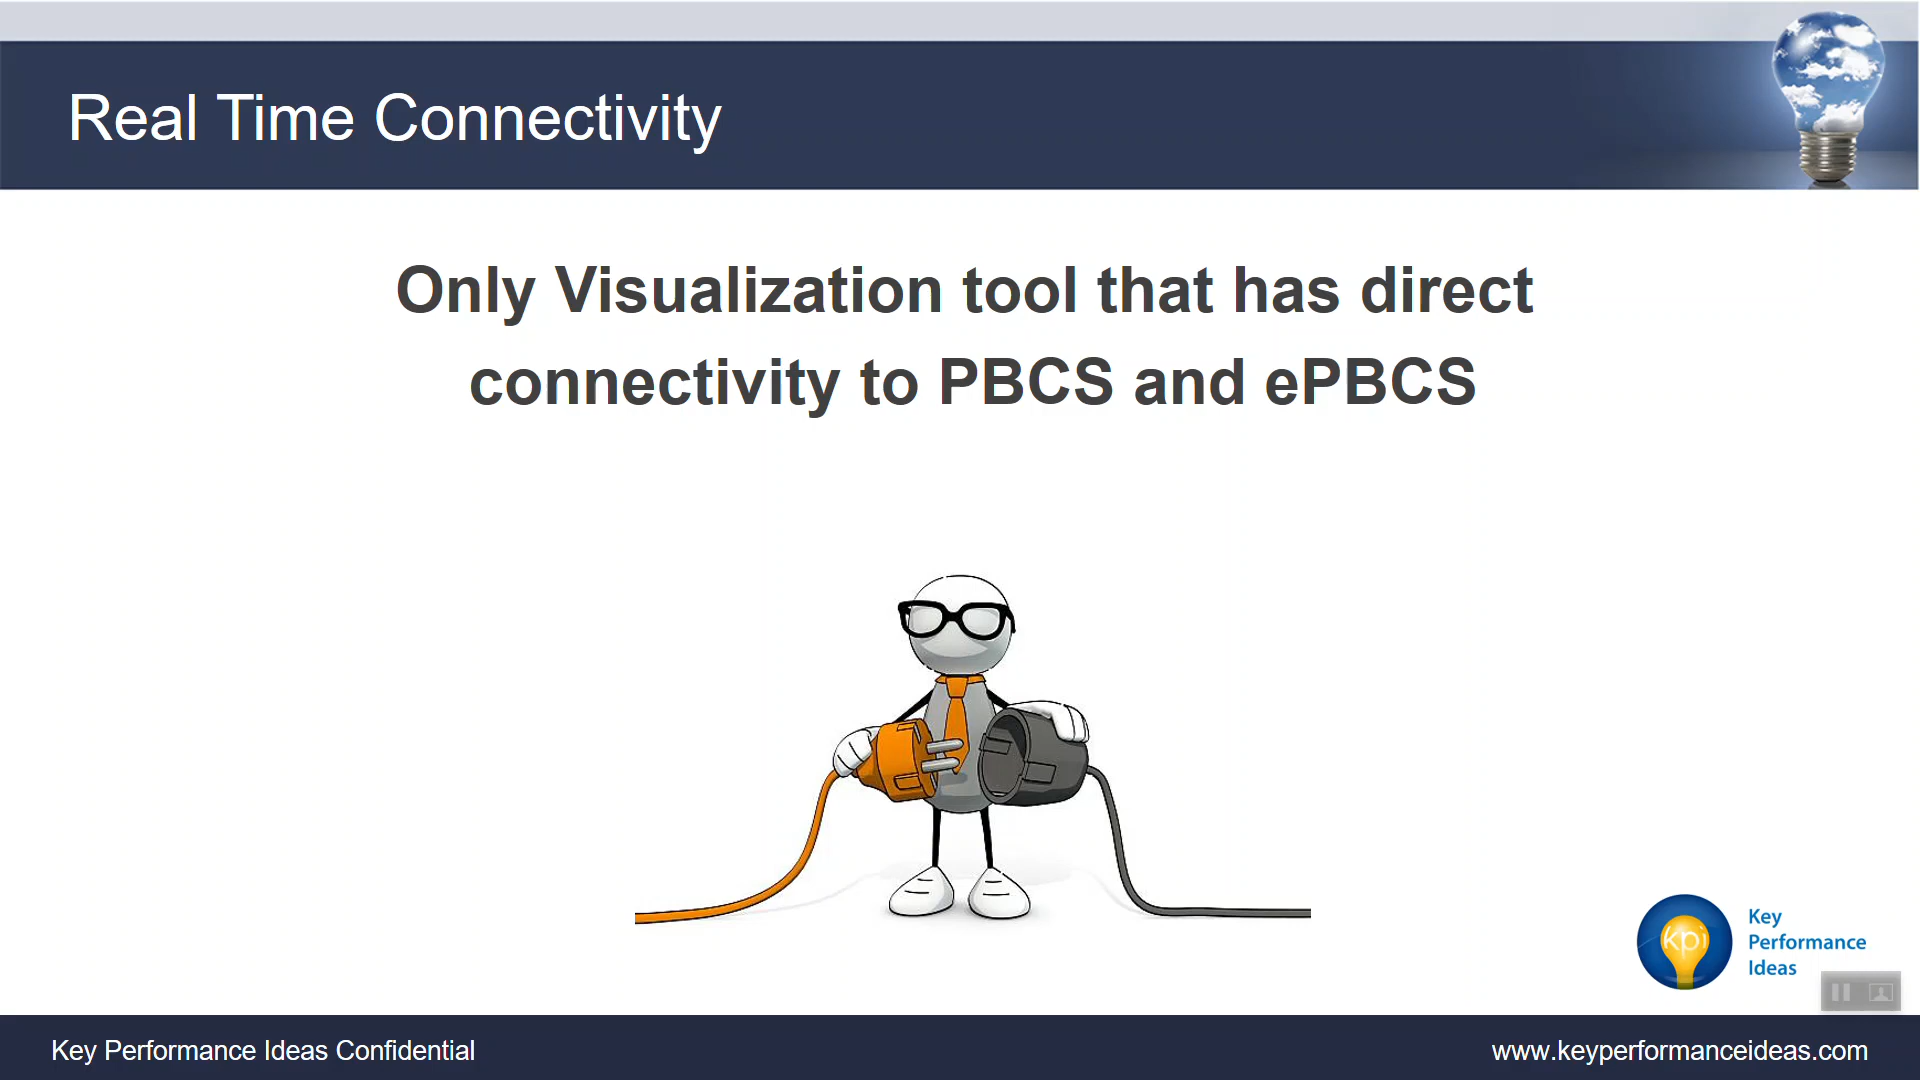 Real Time Connectivity
Only Visualization tool that has direct
connectivity to PBCS and ePBCS
kpi
Key
Performance
Ideas
Key Performance Ideas Confidential
www.keyperformanceideas.com